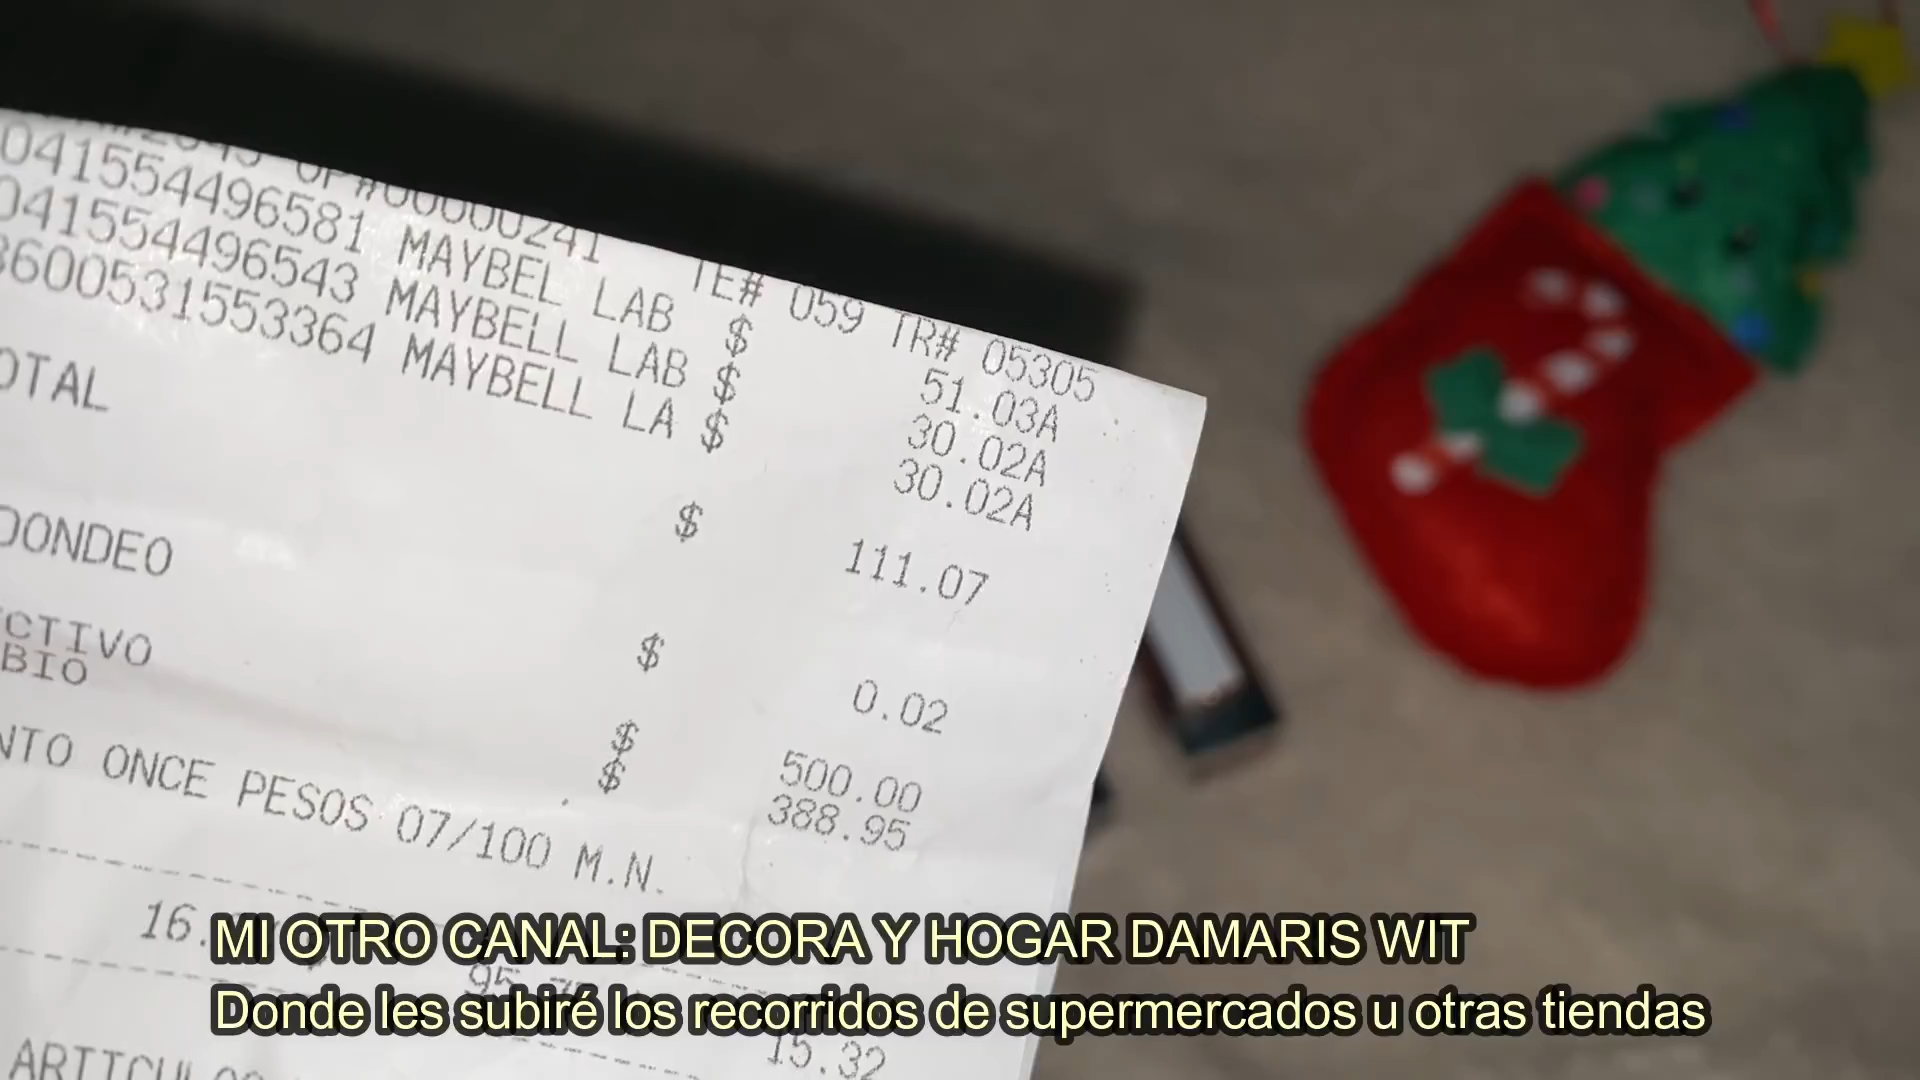 TE# 059 TR# 05305
041554496581 MAYBEL LAB $ 51.03A
041554496543 MAYBELL LAB $ 30.02A
3600531553364 MAYBELL LA $ 30.02A
OTAL $ 111.07
DONDEO $ 0.02
CTIVO $ 500.00
BIO $ 388.95
NTO ONCE PESOS 07/100 M.N.
16.
15.32
MI OTRO CANAL: DECORA Y HOGAR DAMARIS WIT
Donde les subiré los recorridos de supermercados u otras tiendas